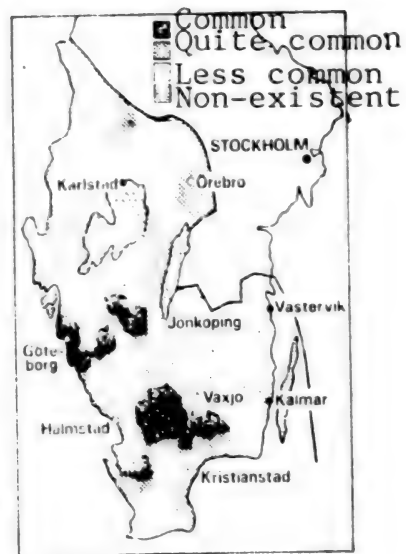 Common
Quite common
Less common
Non-existent
STOCKHOLM
Karlstad
Örebro
Vastervik
Jonkoping
Göte-
borg
Vaxjo
Kalmar
Halmstad
Kristianstad